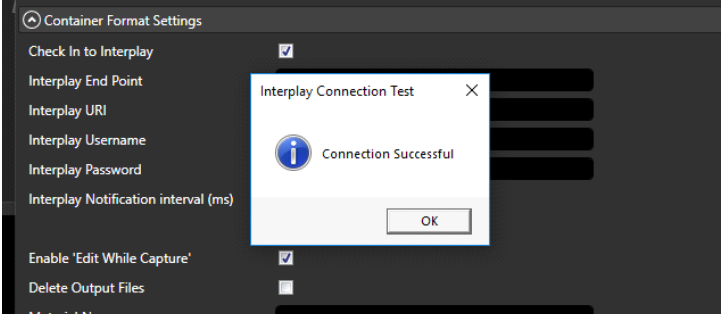 Container Format Settings
Check In to Interplay
Interplay End Point
Interplay Connection Test
Interplay URI
Interplay Username
Connection Successful
Interplay Password
Interplay Notification interval (ms)
OK
Enable 'Edit While Capture'
Delete Output Files